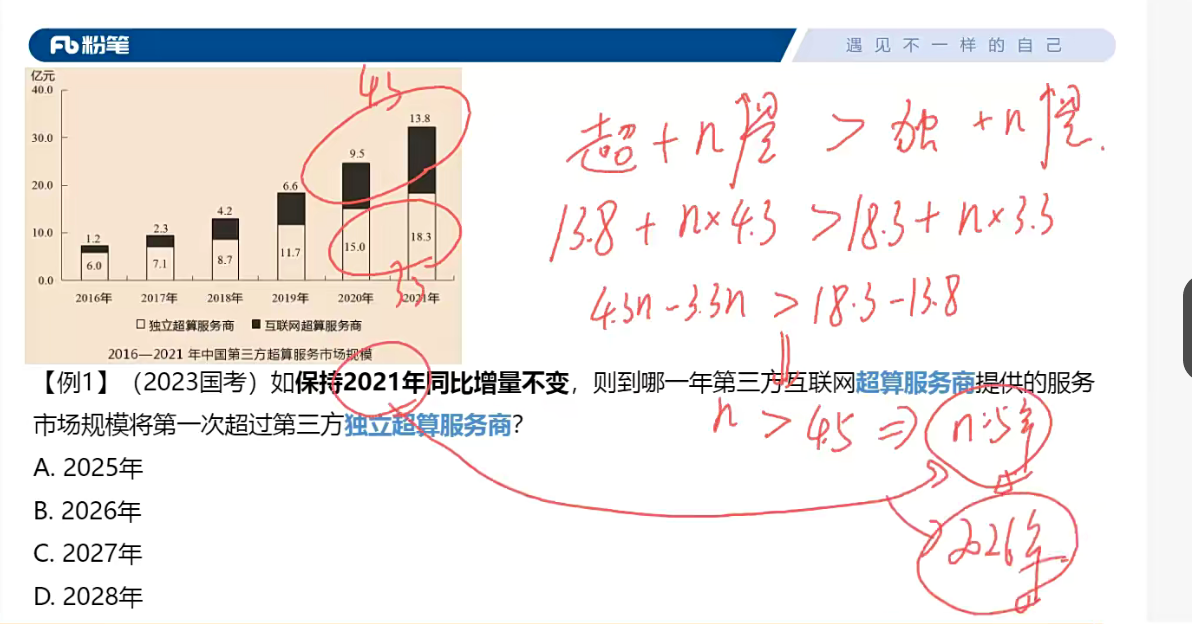 粉笔
遇见不一样的自己
亿元
40.0
30.0
20.0
10.0
0.0
1.2
2.3
4.2
6.6
9.5
13.8
6.0
7.1
8.7
11.7
15.0
18.3
2016年
2017年
2018年
2019年
2020年
2021年
独立超算服务商
互联网超算服务商
2016—2021 年中国第三方超算服务市场规模
4.3
3.3
超+n增量 > 独+n增量.
13.8+n×4.3 >18.3+n×3.3
4.3n-3.3n >18.3-13.8
n > 4.5 ⇒ n:5年
2026年
【例1】（2023国考）如保持2021年同比增量不变，则到哪一年第三方互联网超算服务商提供的服务
市场规模将第一次超过第三方独立超算服务商？
A. 2025年
B. 2026年
C. 2027年
D. 2028年